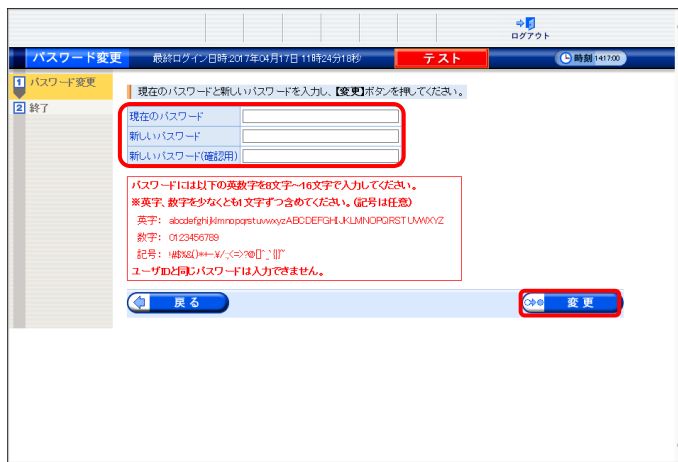 ログアウト
パスワード変更 最終ログイン日時:2017年04月17日 11時24分18秒 テスト 時刻 14:17:00
1 パスワード変更
2 終了
現在のパスワードと新しいパスワードを入力し、【変更】ボタンを押してください。
現在のパスワード
新しいパスワード
新しいパスワード(確認用)
パスワードには以下の英数字を8文字~16文字で入力してください。
※英字、数字を少なくとも1文字ずつ含めてください。(記号は任意)
英字: abcdefghijklmnopqrstuvwxyzABCDEFGHIJKLMNOPQRSTUVWXYZ
数字: 0123456789
記号:
ユーザIDと同じパスワードは入力できません。
戻る
変更